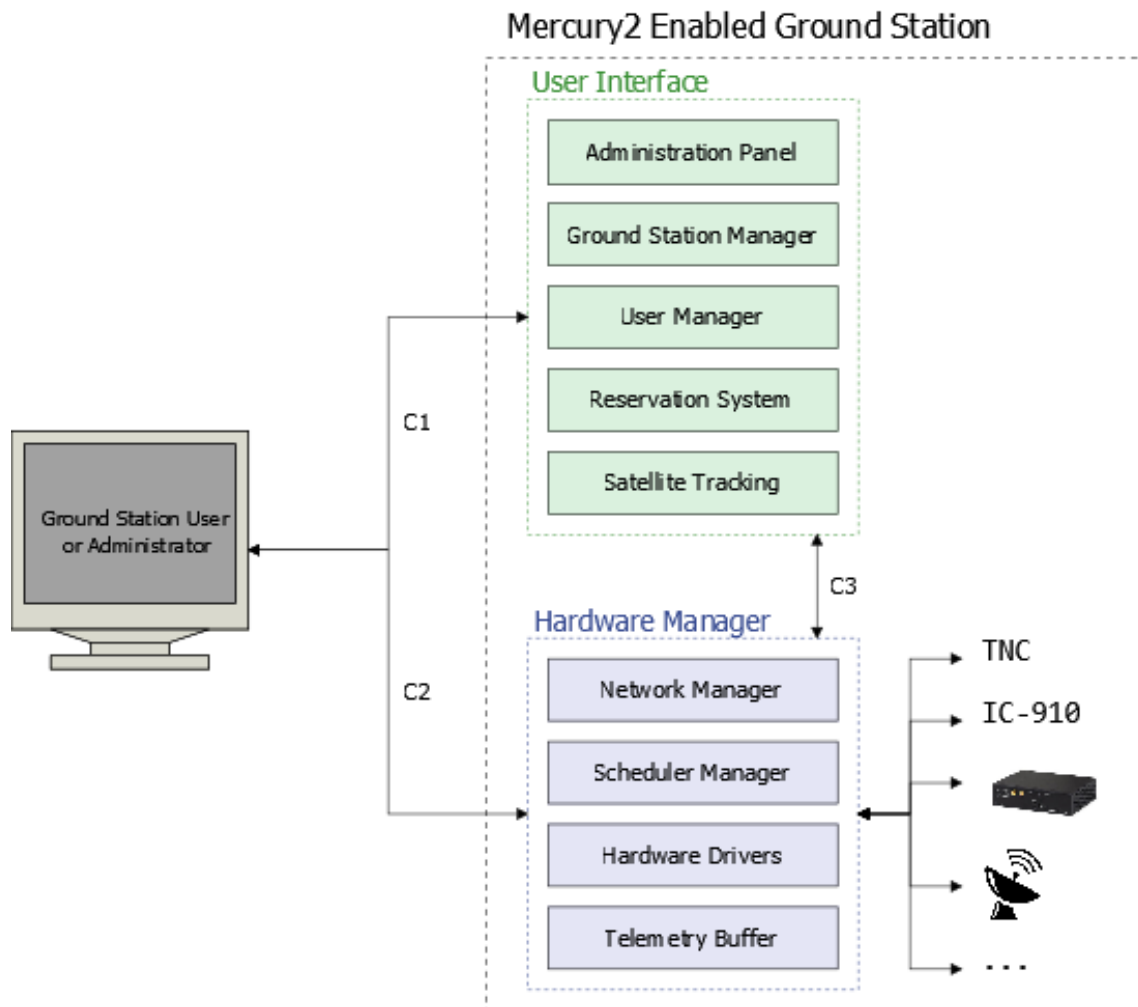 Mercury2 Enabled Ground Station
User Interface
Administration Panel
Ground Station Manager
User Manager
Reservation System
Satellite Tracking
C1
Ground Station User
or Administrator
C3
C2
Hardware Manager
Network Manager
Scheduler Manager
Hardware Drivers
Telemetry Buffer
TNC
IC-910
...